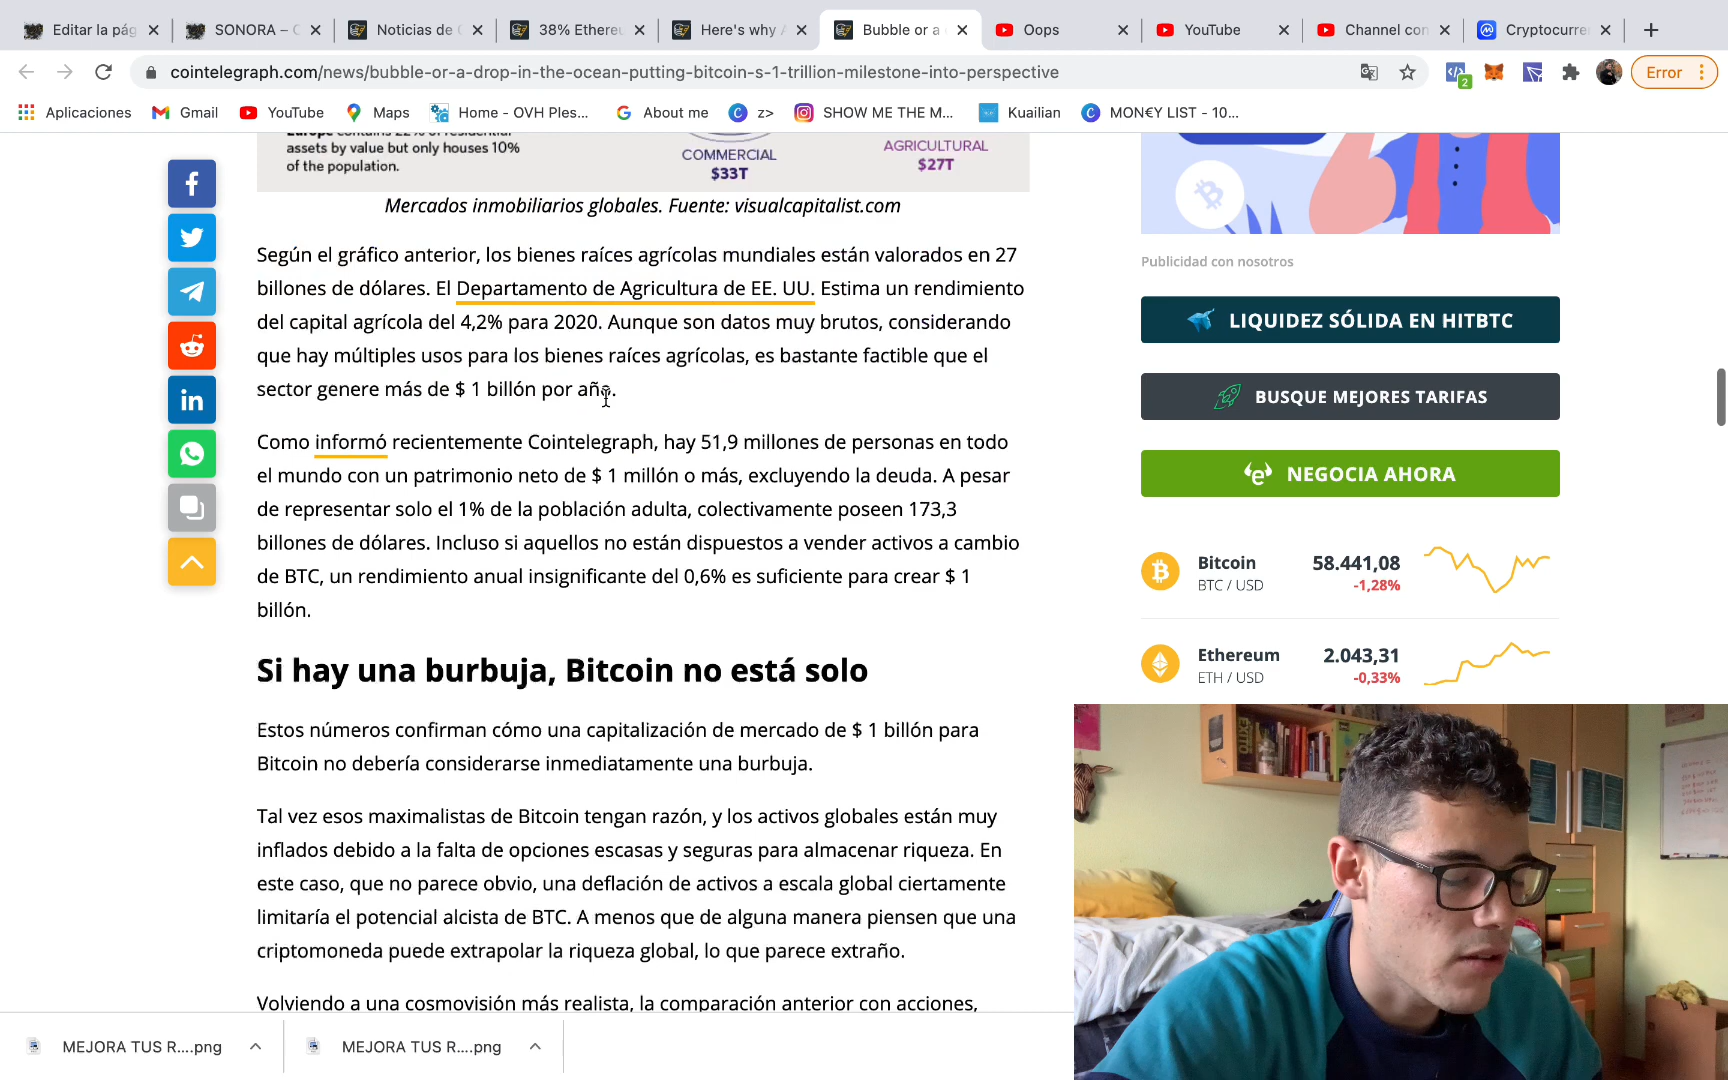 Editar la pág
SONORA – C
Noticias de C
38% Ethereu
Here's why A
Bubble or a
Oops
YouTube
Channel con
Cryptocurre
cointelegraph.com/news/bubble-or-a-drop-in-the-ocean-putting-bitcoin-s-1-trillion-milestone-into-perspective
2
Error
Aplicaciones
Gmail
YouTube
Maps
Home - OVH Ples...
About me
z>
SHOW ME THE M...
Kuailian
MON€Y LIST - 10...
Europe contains 22% of residential
assets by value but only houses 10%
of the population.
COMMERCIAL
$33T
AGRICULTURAL
$27T
Mercados inmobiliarios globales. Fuente: visualcapitalist.com
Según el gráfico anterior, los bienes raíces agrícolas mundiales están valorados en 27
billones de dólares. El Departamento de Agricultura de EE. UU. Estima un rendimiento
del capital agrícola del 4,2% para 2020. Aunque son datos muy brutos, considerando
que hay múltiples usos para los bienes raíces agrícolas, es bastante factible que el
sector genere más de $ 1 billón por año.
Como informó recientemente Cointelegraph, hay 51,9 millones de personas en todo
el mundo con un patrimonio neto de $ 1 millón o más, excluyendo la deuda. A pesar
de representar solo el 1% de la población adulta, colectivamente poseen 173,3
billones de dólares. Incluso si aquellos no están dispuestos a vender activos a cambio
de BTC, un rendimiento anual insignificante del 0,6% es suficiente para crear $ 1
billón.
Si hay una burbuja, Bitcoin no está solo
Estos números confirman cómo una capitalización de mercado de $ 1 billón para
Bitcoin no debería considerarse inmediatamente una burbuja.
Tal vez esos maximalistas de Bitcoin tengan razón, y los activos globales están muy
inflados debido a la falta de opciones escasas y seguras para almacenar riqueza. En
este caso, que no parece obvio, una deflación de activos a escala global ciertamente
limitaría el potencial alcista de BTC. A menos que de alguna manera piensen que una
criptomoneda puede extrapolar la riqueza global, lo que parece extraño.
Volviendo a una cosmovisión más realista, la comparación anterior con acciones,
Publicidad con nosotros
LIQUIDEZ SÓLIDA EN HITBTC
BUSQUE MEJORES TARIFAS
NEGOCIA AHORA
Bitcoin
58.441,08
BTC / USD
-1,28%
Ethereum
2.043,31
ETH / USD
-0,33%
MEJORA TUS R....png
MEJORA TUS R....png